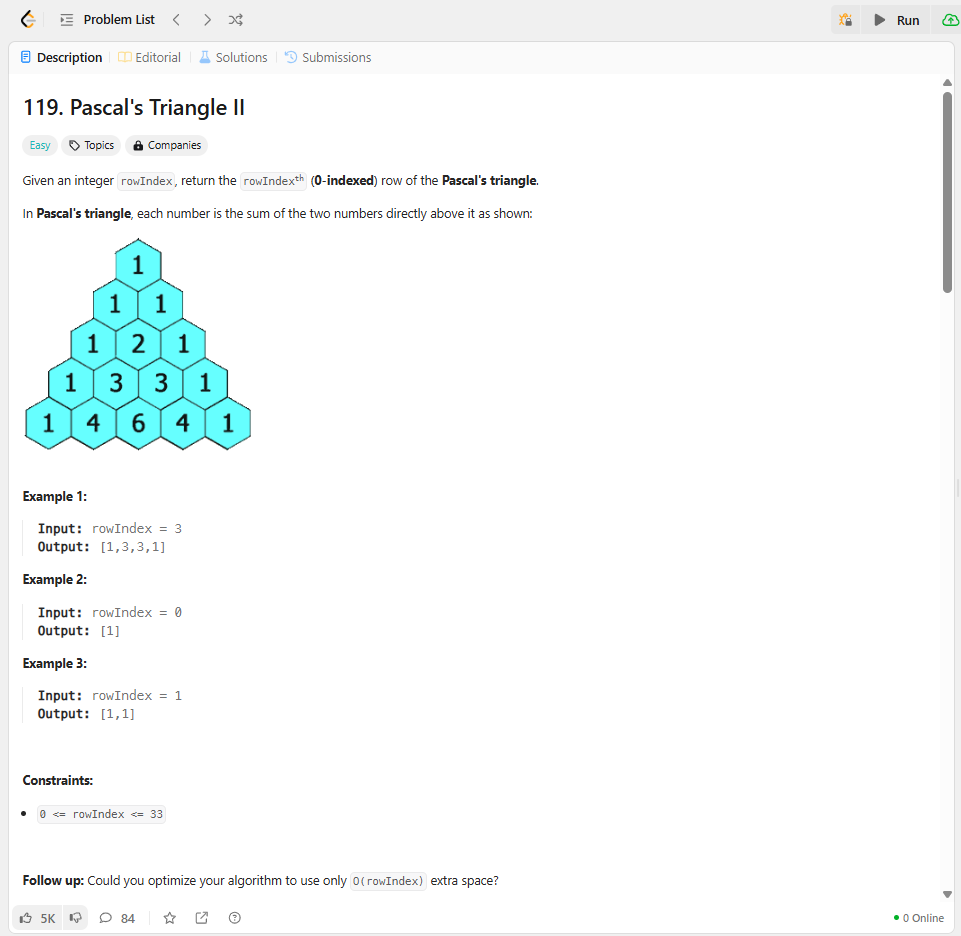 Problem List
Run
Description
Editorial
Solutions
Submissions
119. Pascal's Triangle II
Easy
Topics
Companies
Given an integer rowIndex, return the rowIndexth (0-indexed) row of the Pascal's triangle.
In Pascal's triangle, each number is the sum of the two numbers directly above it as shown:
1
1 1
1 2 1
1 3 3 1
1 4 6 4 1
Example 1:
Input: rowIndex = 3
Output: [1,3,3,1]
Example 2:
Input: rowIndex = 0
Output: [1]
Example 3:
Input: rowIndex = 1
Output: [1,1]
Constraints:
0 <= rowIndex <= 33
Follow up: Could you optimize your algorithm to use only O(rowIndex) extra space?
5K
84
0 Online